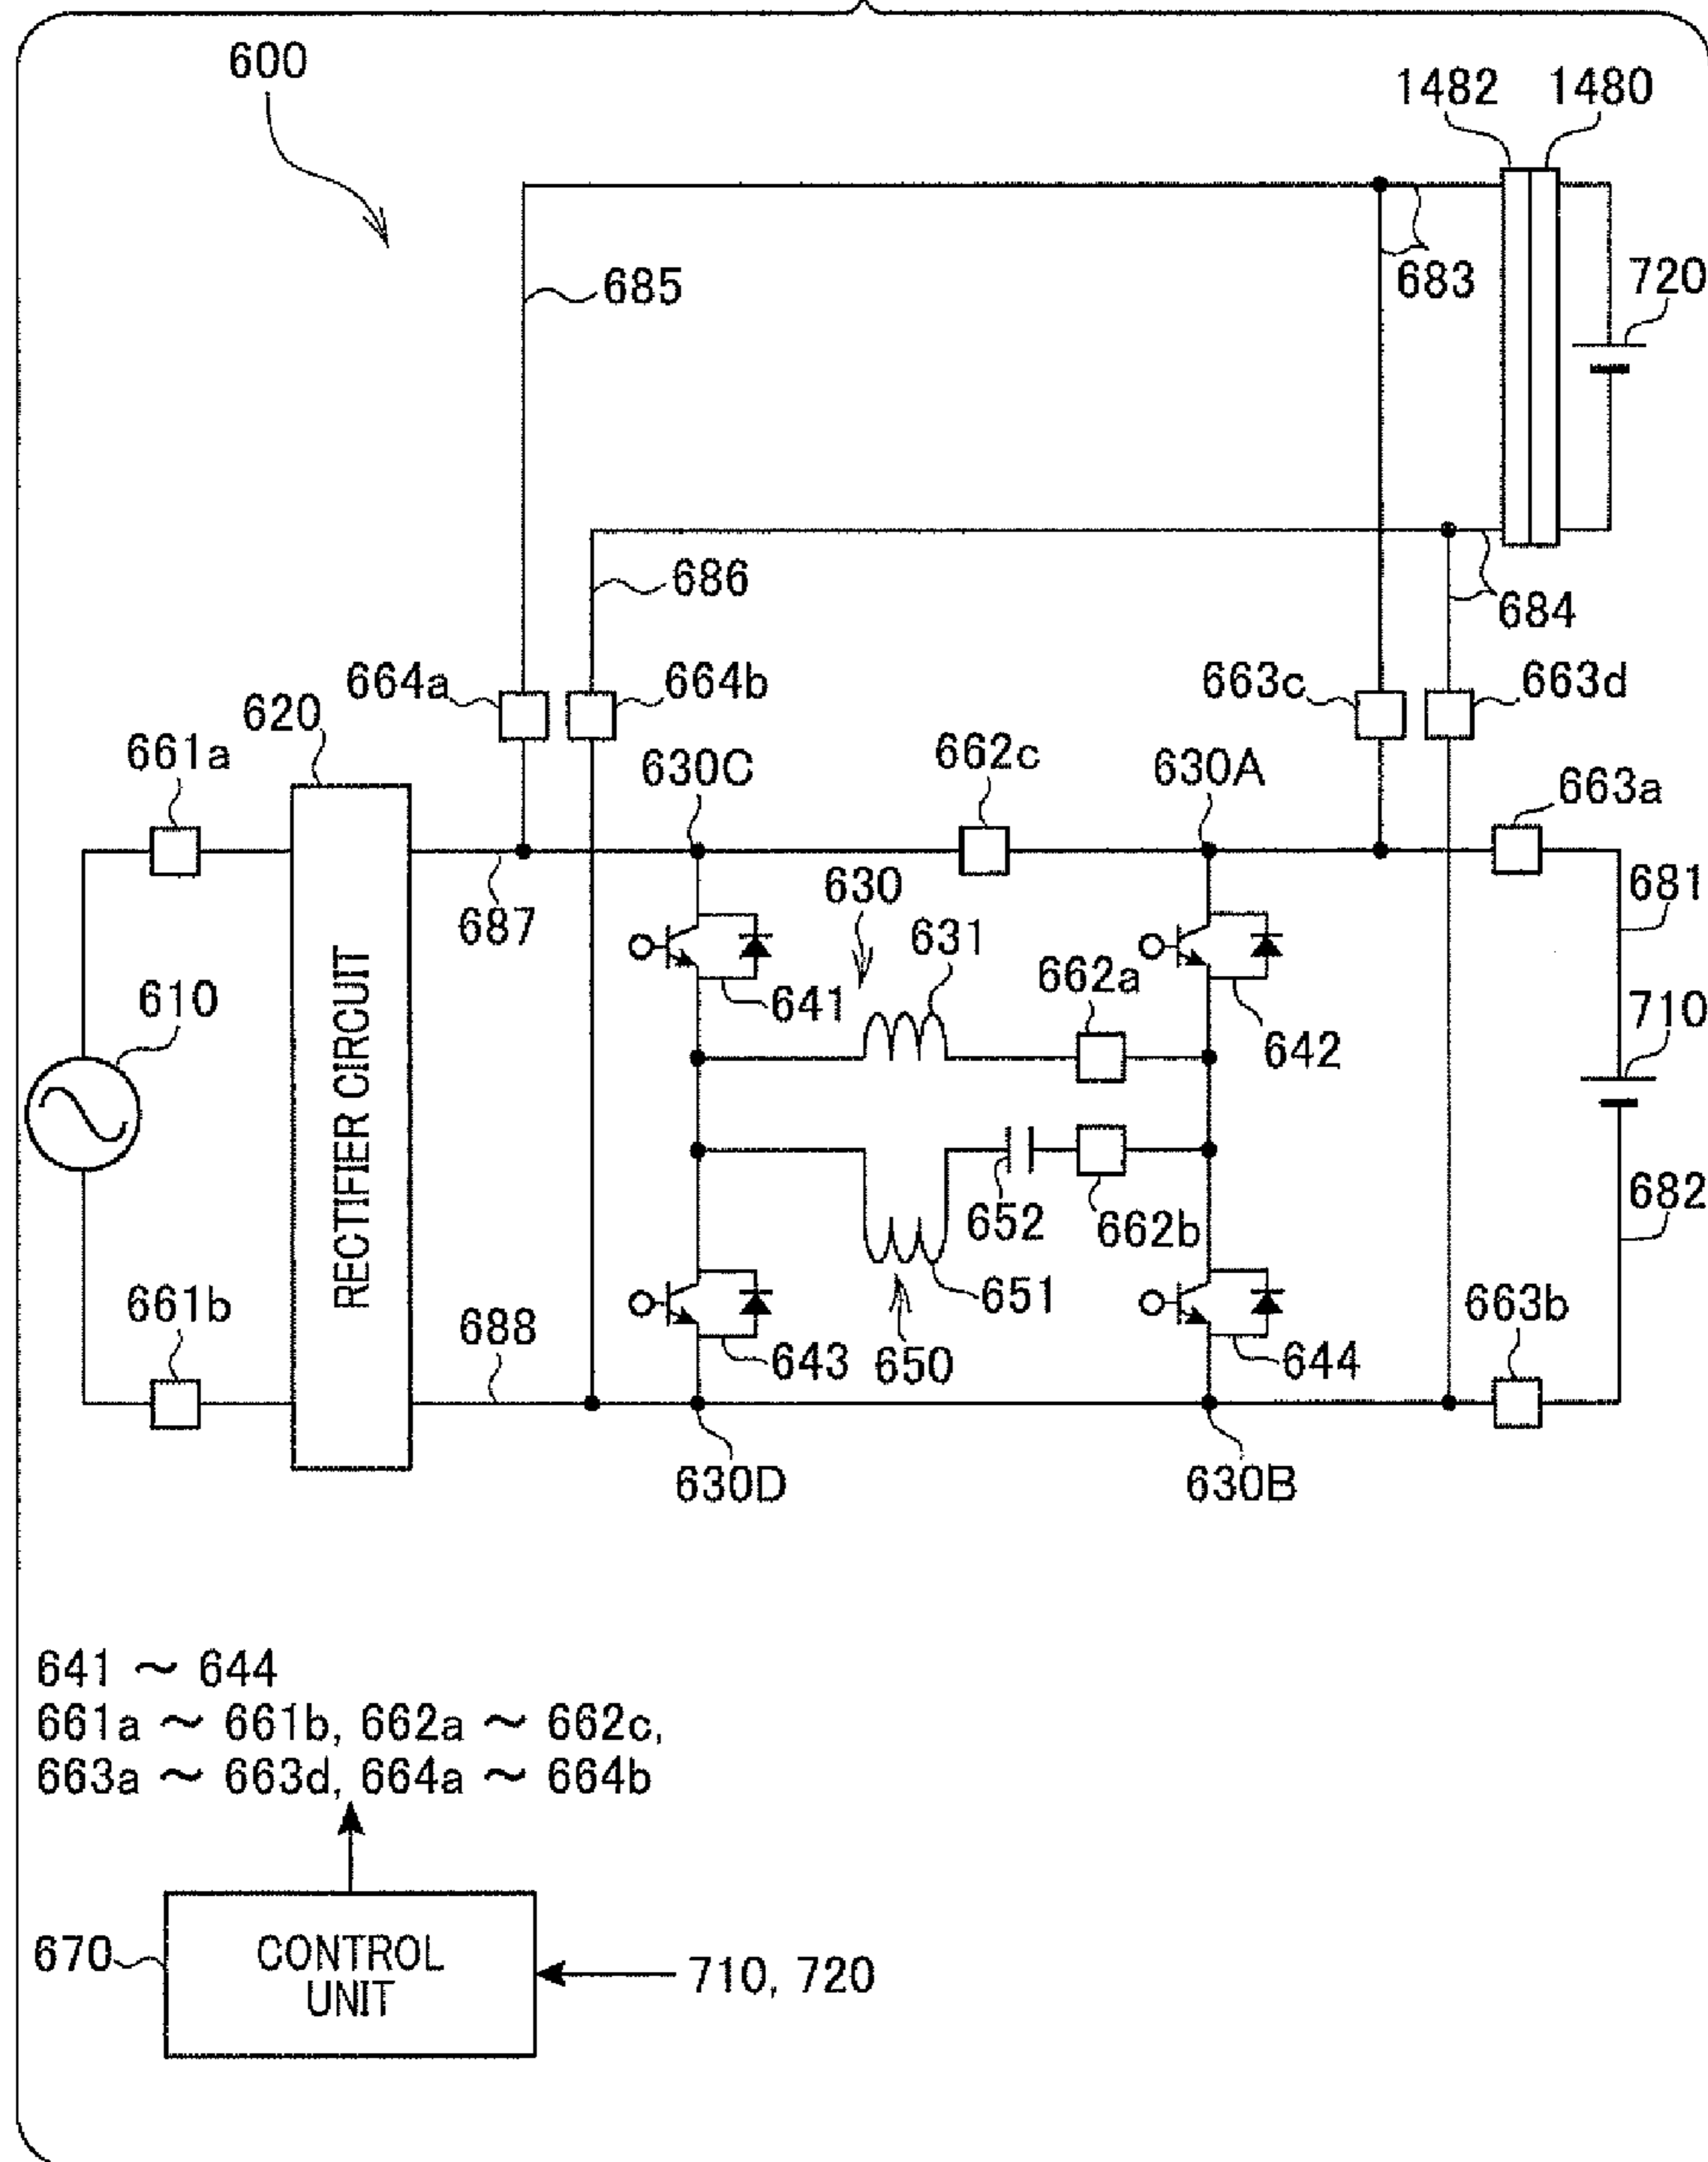 600
1482
1480
683
720
685
686
684
664a
664b
663c
663d
620
661a
630C
662c
630A
663a
687
630
631
681
610
641
662a
642
710
RECTIFIER CIRCUIT
652
662b
682
661b
688
651
663b
643
650
644
630D
630B
641 ～ 644
661a ～ 661b, 662a ～ 662c,
663a ～ 663d, 664a ～ 664b
670
CONTROL
UNIT
710, 720